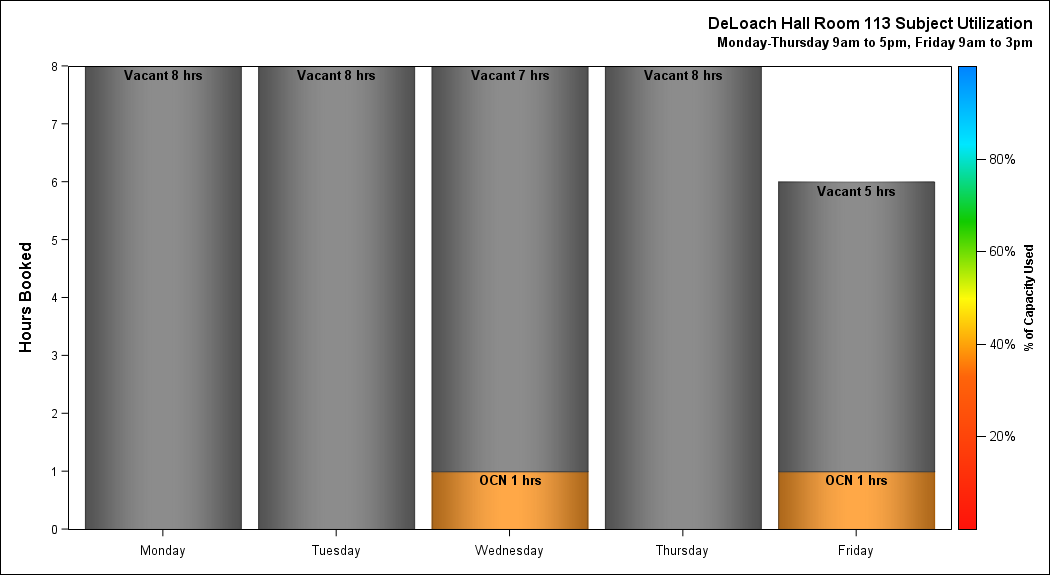 DeLoach Hall Room 113 Subject Utilization
Monday-Thursday 9am to 5pm, Friday 9am to 3pm
Hours Booked
8
7
6
5
4
3
2
1
0
Vacant 8 hrs
Vacant 8 hrs
Vacant 7 hrs
Vacant 8 hrs
Vacant 5 hrs
OCN 1 hrs
OCN 1 hrs
Monday
Tuesday
Wednesday
Thursday
Friday
80%
60%
40%
20%
% of Capacity Used